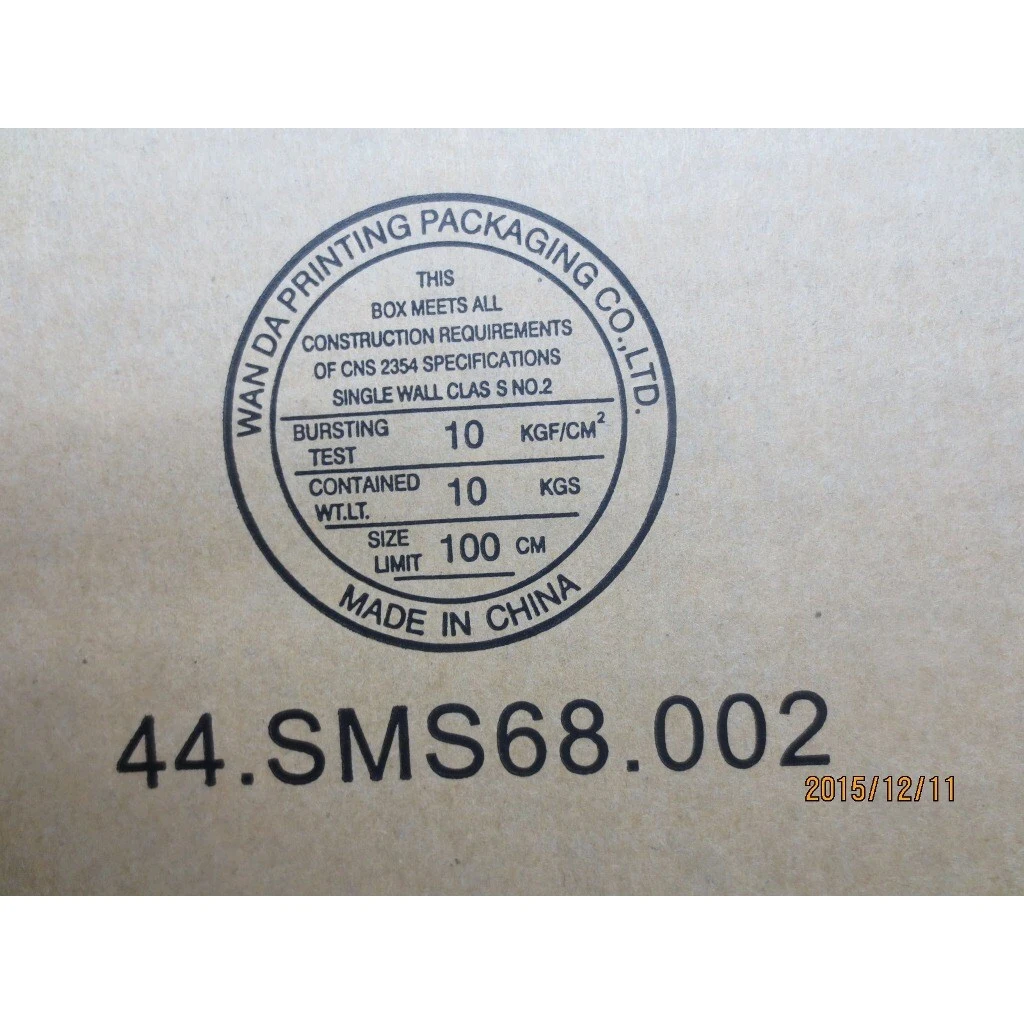 WAN DA PRINTING PACKAGING CO.,LTD.
THIS
BOX MEETS ALL
CONSTRUCTION REQUIREMENTS
OF CNS 2354 SPECIFICATIONS
SINGLE WALL CLAS S NO.2
BURSTING TEST 10 KGF/CM²
CONTAINED WT.LT. 10 KGS
SIZE LIMIT 100 CM
MADE IN CHINA
44.SMS68.002
2015/12/11